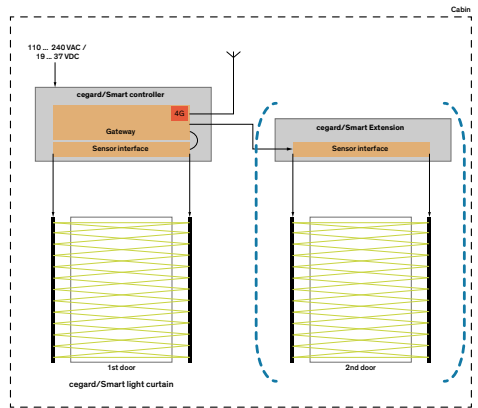 Cabin
110 ... 240 VAC /
19 ... 37 VDC
cegard/Smart controller
4G
Gateway
Sensor interface
cegard/Smart Extension
Sensor interface
1st door
2nd door
cegard/Smart light curtain